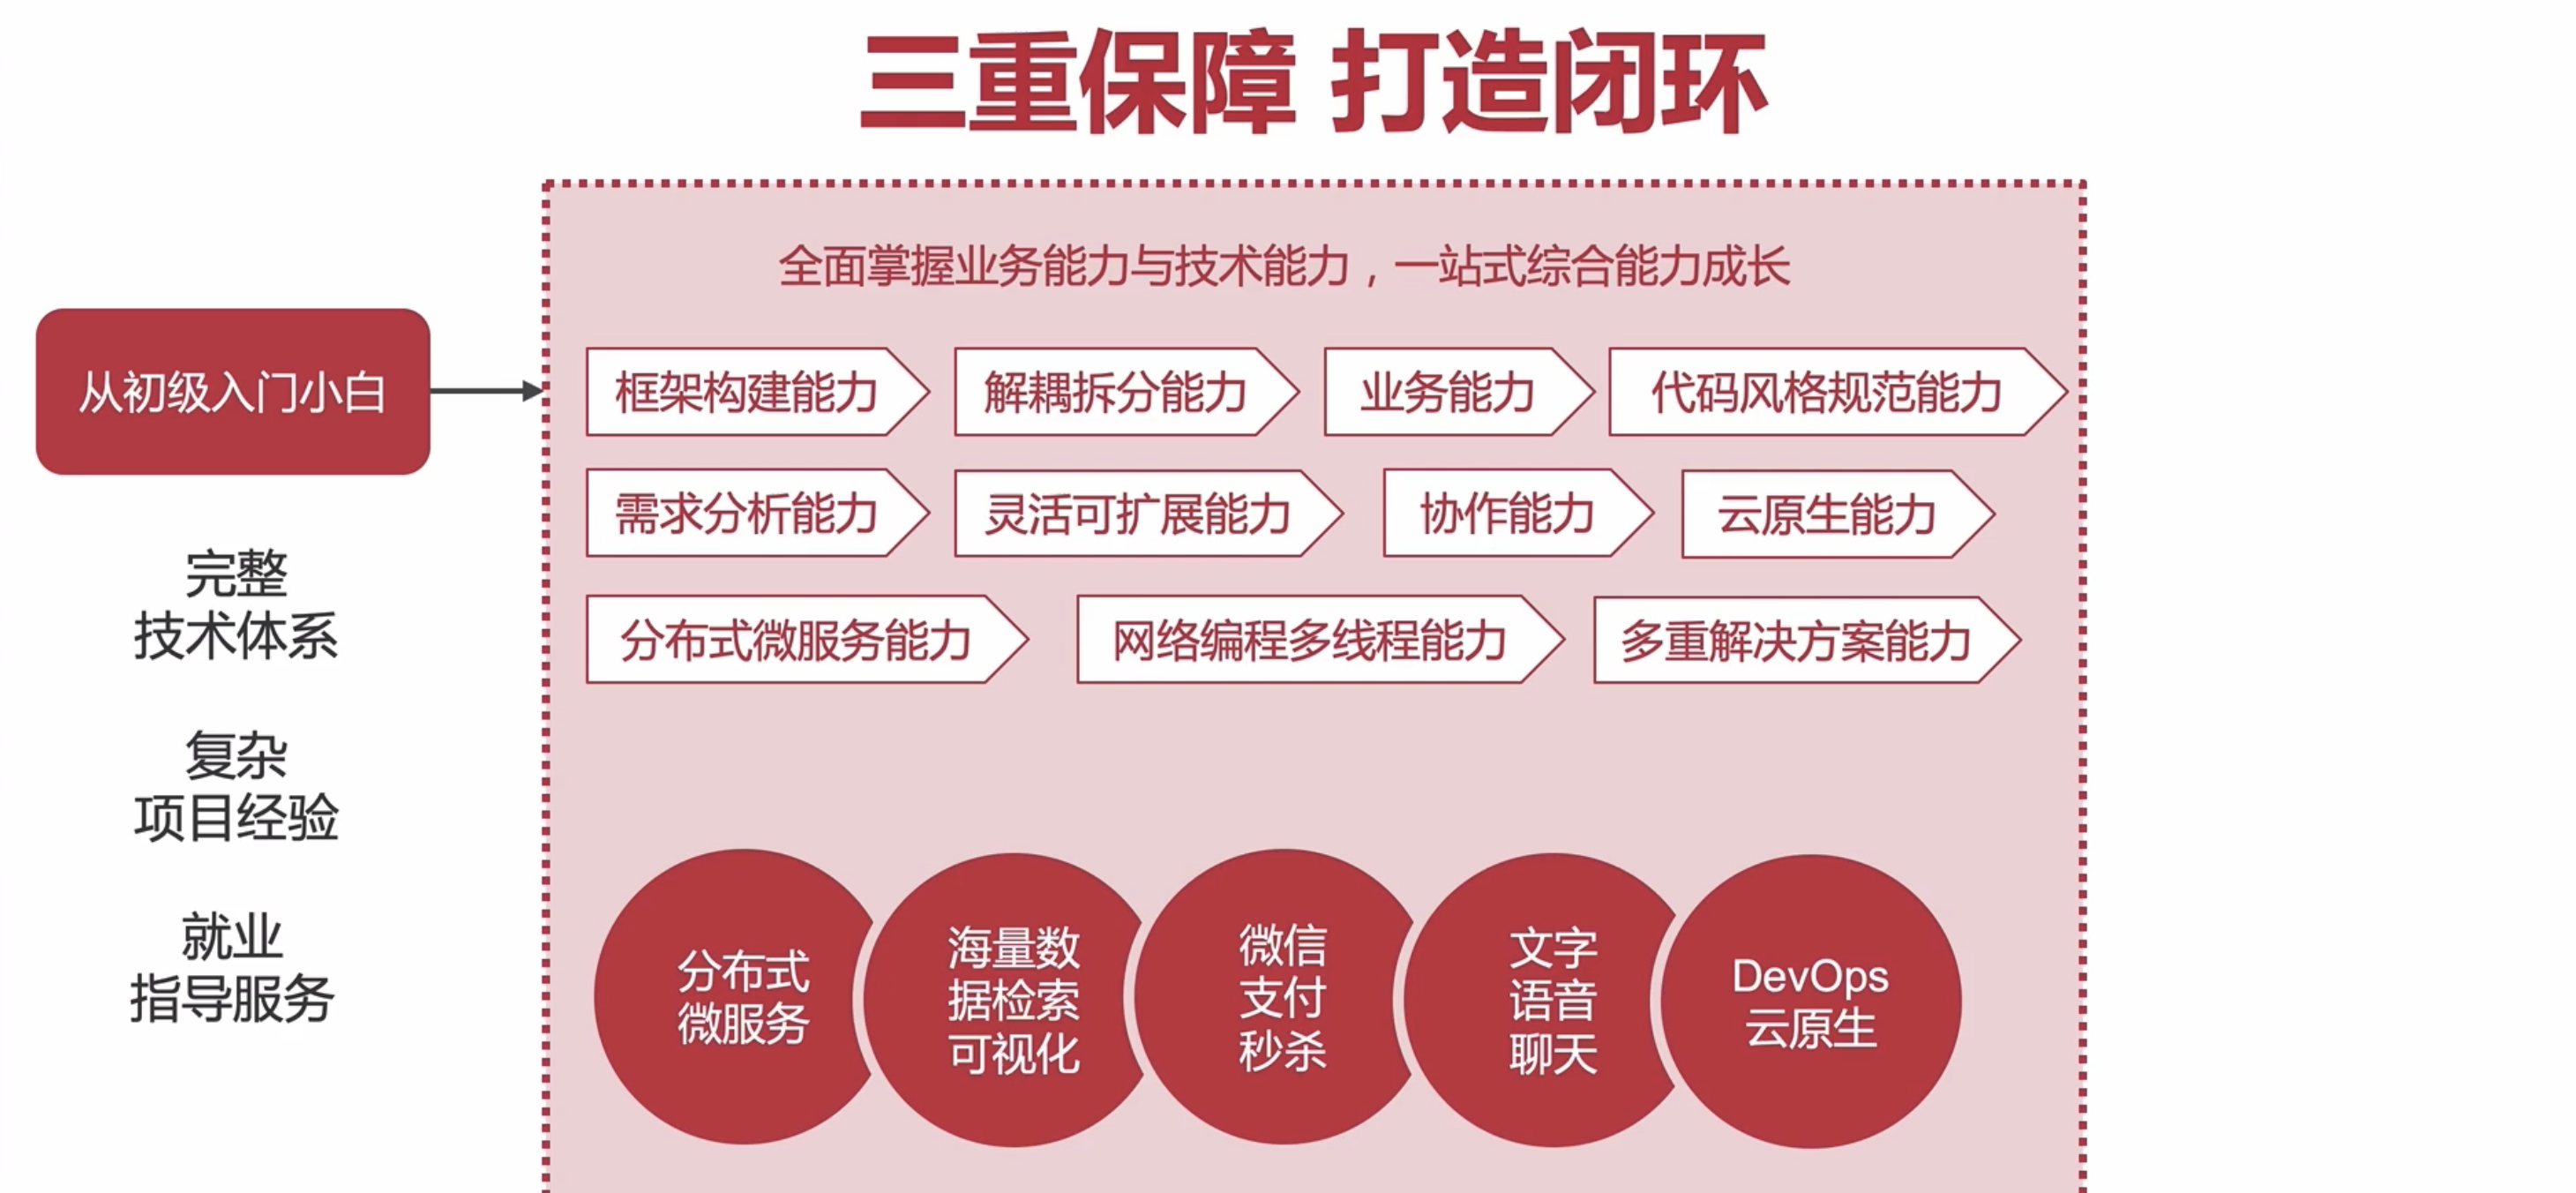 三重保障 打造闭环
全面掌握业务能力与技术能力，一站式综合能力成长
从初级入门小白
框架构建能力
解耦拆分能力
业务能力
代码风格规范能力
需求分析能力
灵活可扩展能力
协作能力
云原生能力
分布式微服务能力
网络编程多线程能力
多重解决方案能力
完整
技术体系
复杂
项目经验
就业
指导服务
分布式
微服务
海量数
据检索
可视化
微信
支付
秒杀
文字
语音
聊天
DevOps
云原生